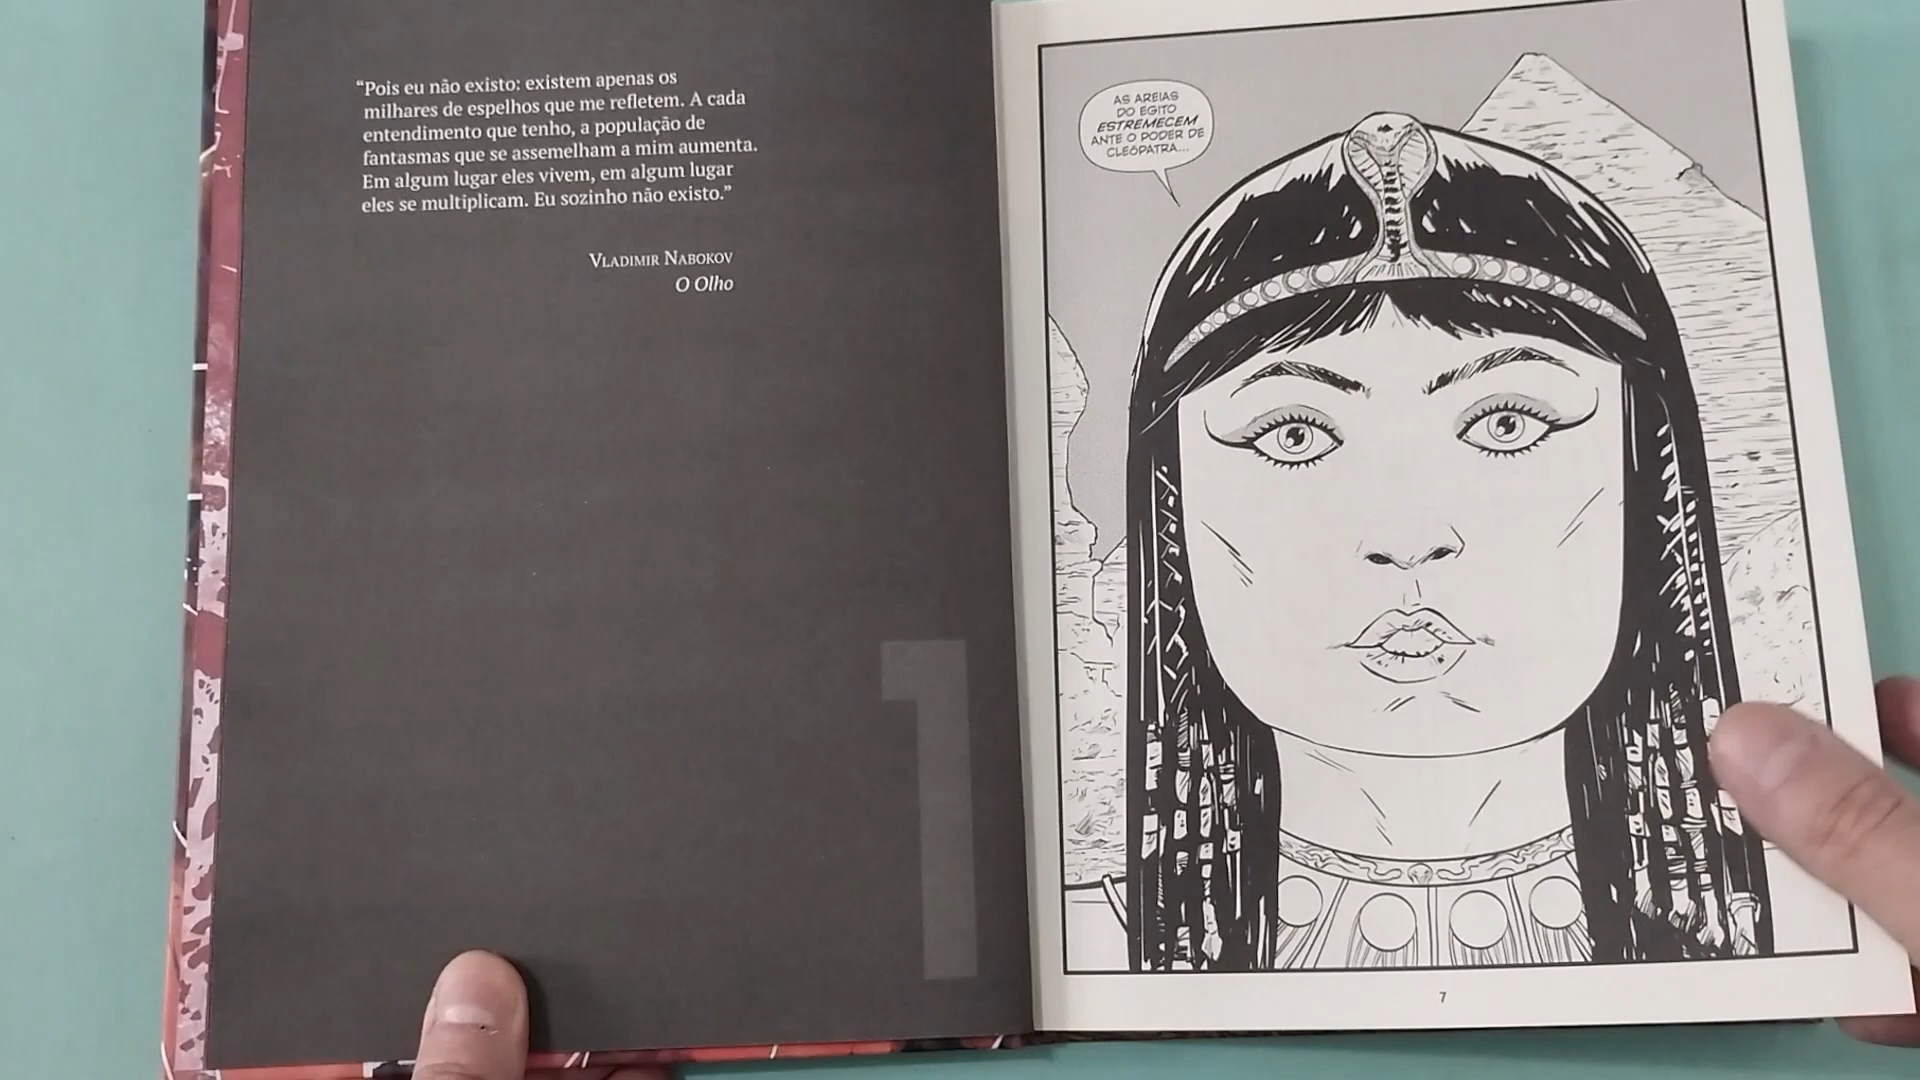 “Pois eu não existo: existem apenas os
milhares de espelhos que me refletem. A cada
entendimento que tenho, a população de
fantasmas que se assemelham a mim aumenta.
Em algum lugar eles vivem, em algum lugar
eles se multiplicam. Eu sozinho não existo.”
Vladimir Nabokov
O Olho
1
AS AREIAS
DO EGITO
ESTREMECEM
ANTE O PODER DE
CLEÓPATRA...
7